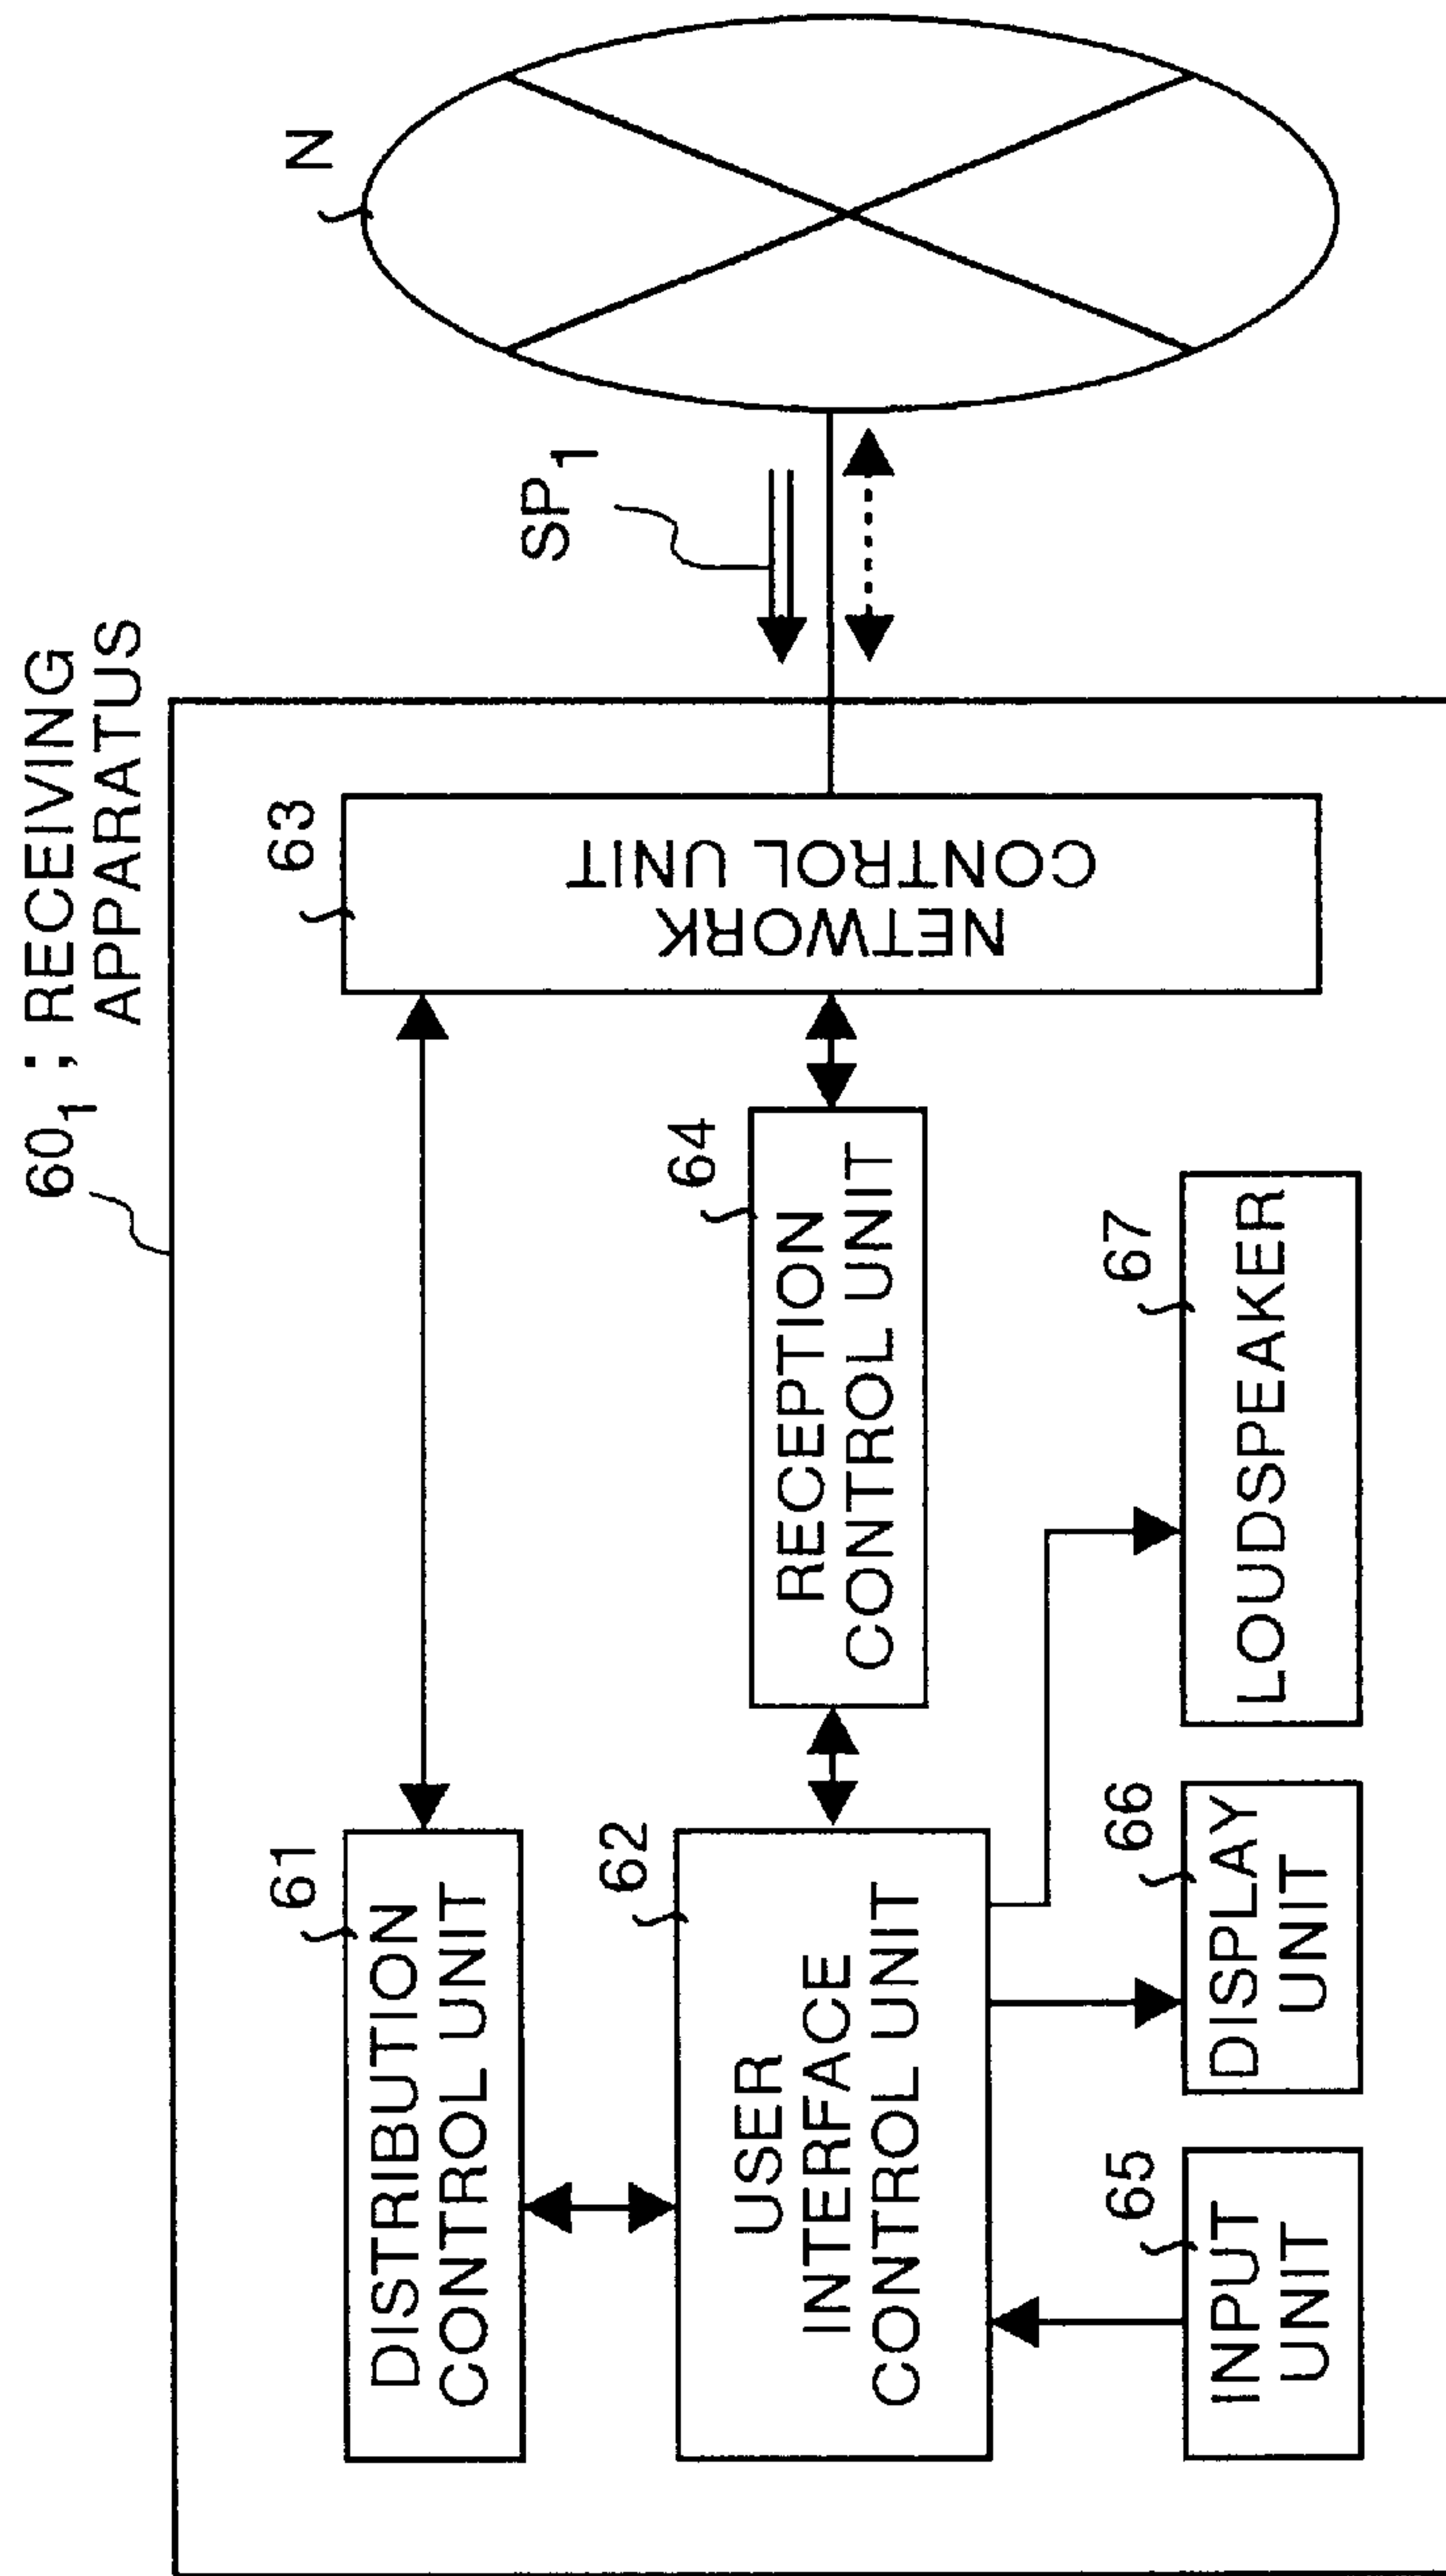 60₁ ; RECEIVING
APPARATUS
61
DISTRIBUTION
CONTROL UNIT
62
USER
INTERFACE
CONTROL UNIT
65
INPUT
UNIT
66
DISPLAY
UNIT
67
LOUDSPEAKER
64
RECEPTION
CONTROL UNIT
63
NETWORK
CONTROL UNIT
SP₁
N